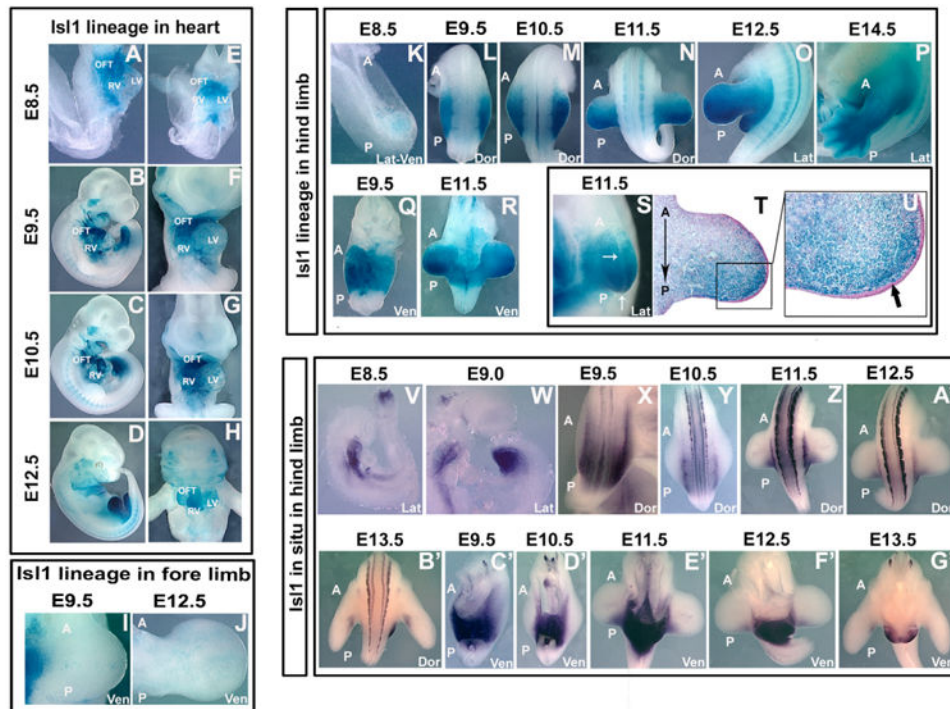 Isl1 lineage in heart
E8.5
A
OFT
LV
RV
E
OFT
RV
LV
E9.5
B
OFT
RV
F
OFT
LV
RV
E10.5
C
OFT
RV
G
OFT
RV
LV
E12.5
D
H
OFT
LV
RV
Isl1 lineage in fore limb
E9.5
E12.5
A
I
P
Ven
A
J
P
Ven
Isl1 lineage in hind limb
E8.5
E9.5
E10.5
E11.5
E12.5
E14.5
A
K
P
Lat-Ven
A
L
P
Dor
A
M
P
Dor
A
N
P
Dor
A
O
P
Lat
A
P
P
Lat
E9.5
E11.5
Q
A
P
Ven
R
A
P
Ven
E11.5
S
A
P
Lat
T
A
P
U
Isl1 in situ in hind limb
E8.5
E9.0
E9.5
E10.5
E11.5
E12.5
V
Lat
W
Lat
X
A
P
Dor
Y
A
P
Dor
Z
A
P
Dor
A
A
P
Dor
E13.5
E9.5
E10.5
E11.5
E12.5
E13.5
B'
A
P
Dor
C'
A
P
Ven
D'
A
P
Ven
E'
A
P
Ven
F'
A
P
Ven
G
A
P
Ven